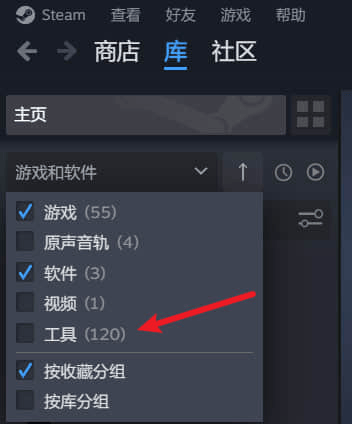 Steam 查看 好友 游戏 帮助
商店 库 社区
主页
游戏和软件
游戏 (55)
原声音轨 (4)
软件 (3)
视频 (1)
工具 (120)
按收藏分组
按库分组